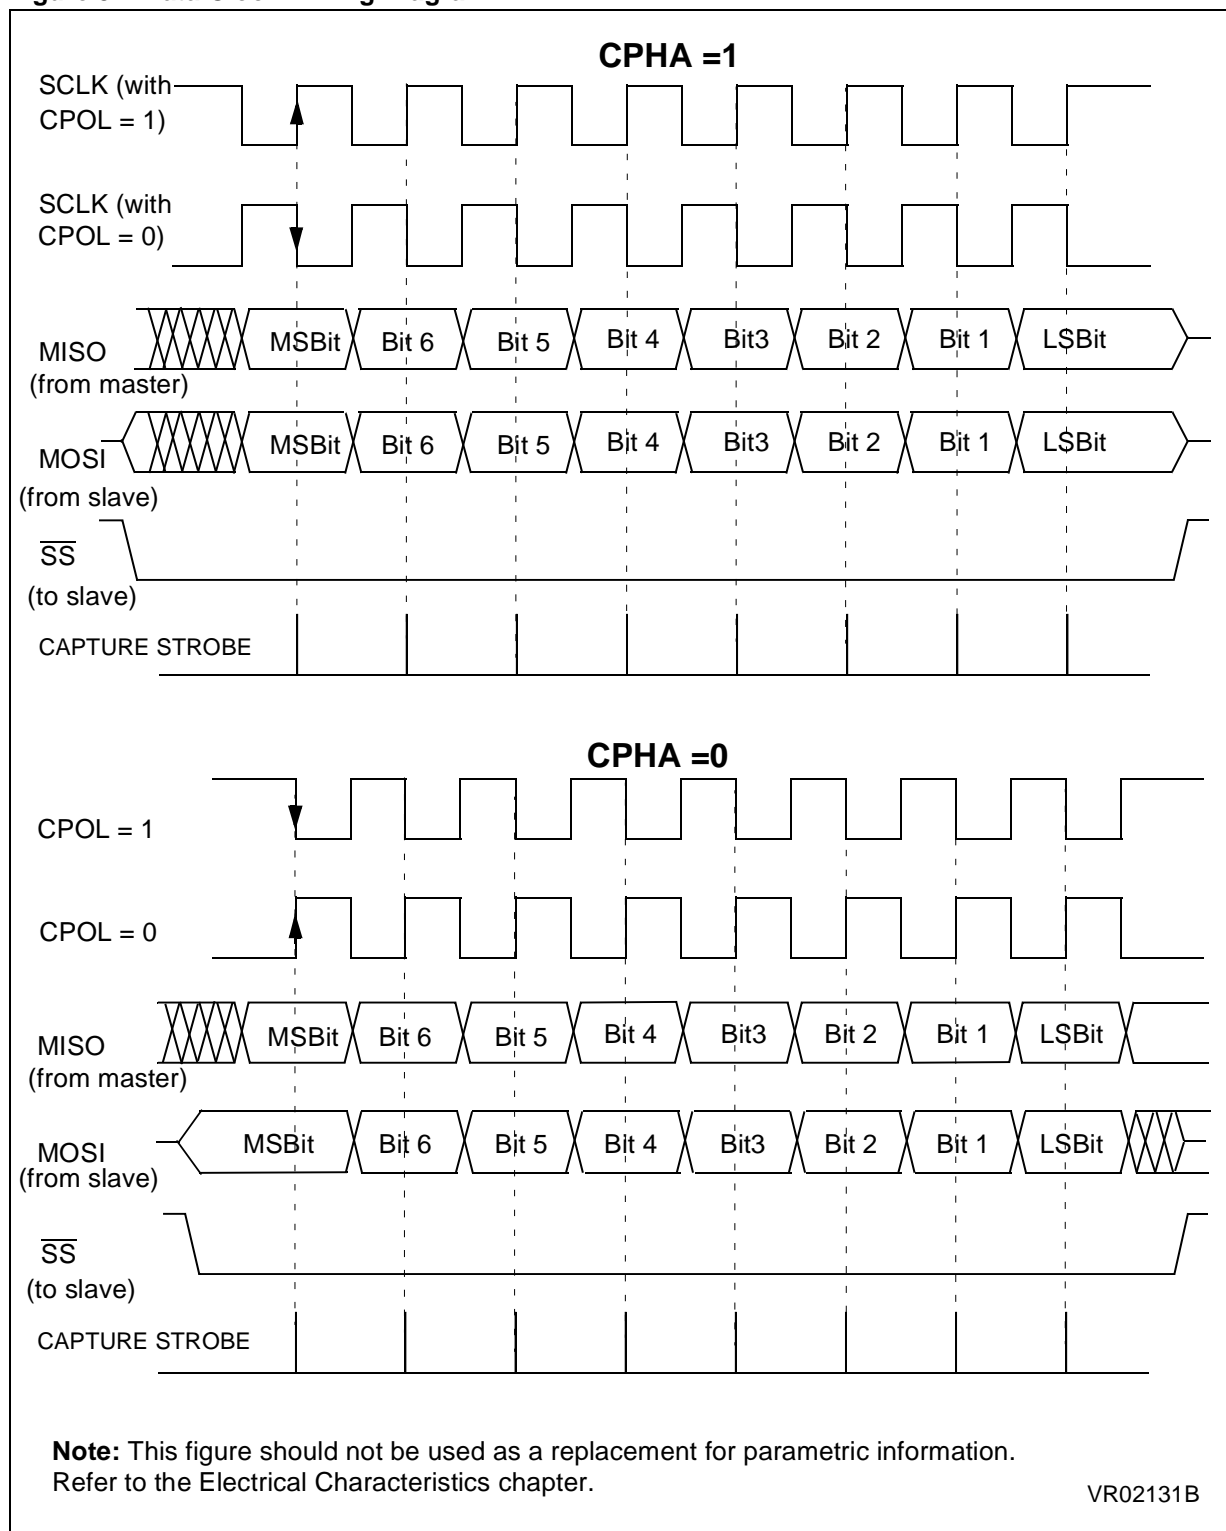 CPHA =1
SCLK (with
CPOL = 1)
SCLK (with
CPOL = 0)
MISO
(from master)
MSBit Bit 6 Bit 5 Bit 4 Bit3 Bit 2 Bit 1 LSBit
MOSI
(from slave)
MSBit Bit 6 Bit 5 Bit 4 Bit3 Bit 2 Bit 1 LSBit
SS
(to slave)
CAPTURE STROBE
CPHA =0
CPOL = 1
CPOL = 0
MISO
(from master)
MSBit Bit 6 Bit 5 Bit 4 Bit3 Bit 2 Bit 1 LSBit
MOSI
(from slave)
MSBit Bit 6 Bit 5 Bit 4 Bit3 Bit 2 Bit 1 LSBit
SS
(to slave)
CAPTURE STROBE
Note: This figure should not be used as a replacement for parametric information.
Refer to the Electrical Characteristics chapter.
VR02131B